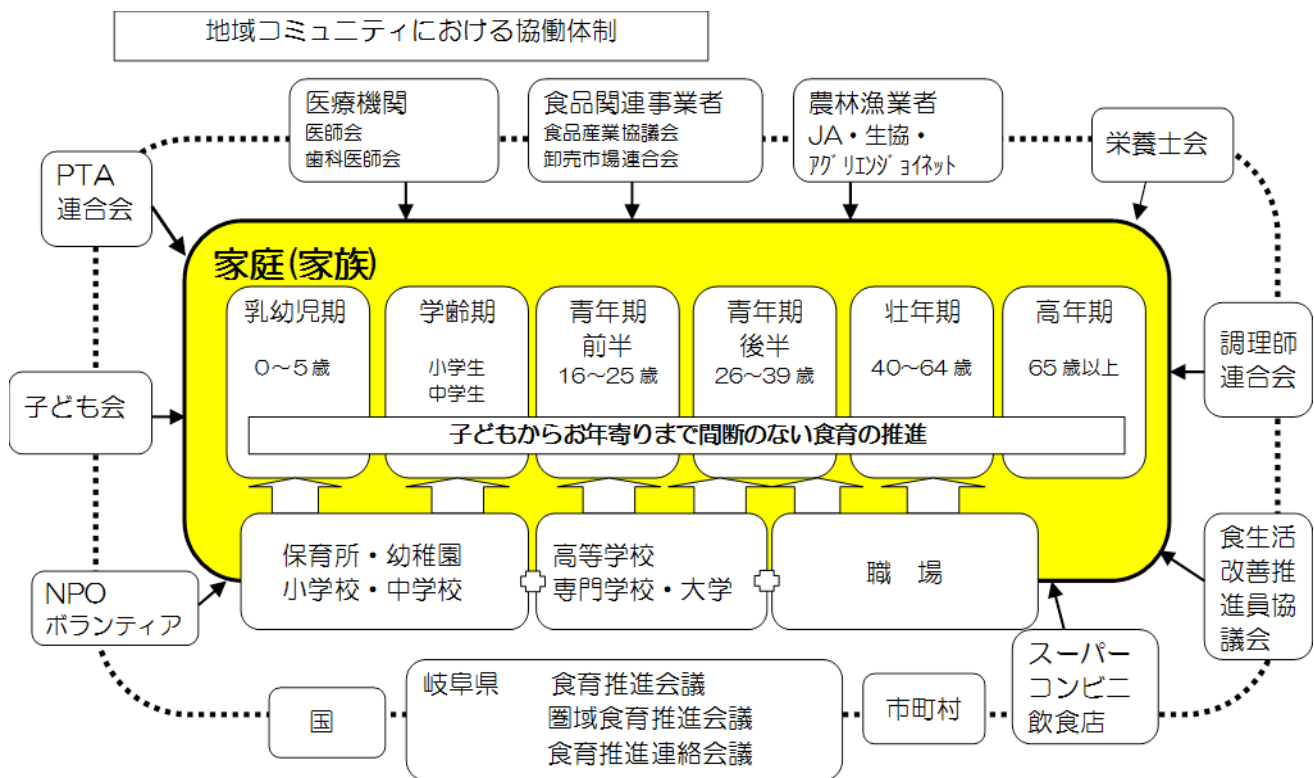 地域コミュニティにおける協働体制
医療機関
医師会
歯科医師会
食品関連事業者
食品産業協議会
卸売市場連合会
農林漁業者
JA・生協・
ｱｸﾞﾘｴﾝｼﾞｮｲﾈｯﾄ
栄養士会
PTA
連合会
家庭(家族)
乳幼児期
0～5歳
学齢期
小学生
中学生
青年期
前半
16～25歳
青年期
後半
26～39歳
壮年期
40～64歳
高年期
65歳以上
調理師
連合会
子ども会
子どもからお年寄りまで間断のない食育の推進
保育所・幼稚園
小学校・中学校
高等学校
専門学校・大学
職　場
食生活
改善推
進員協
議会
NPO
ボランティア
スーパー
コンビニ
飲食店
国
岐阜県　食育推進会議
圏域食育推進会議
食育推進連絡会議
市町村